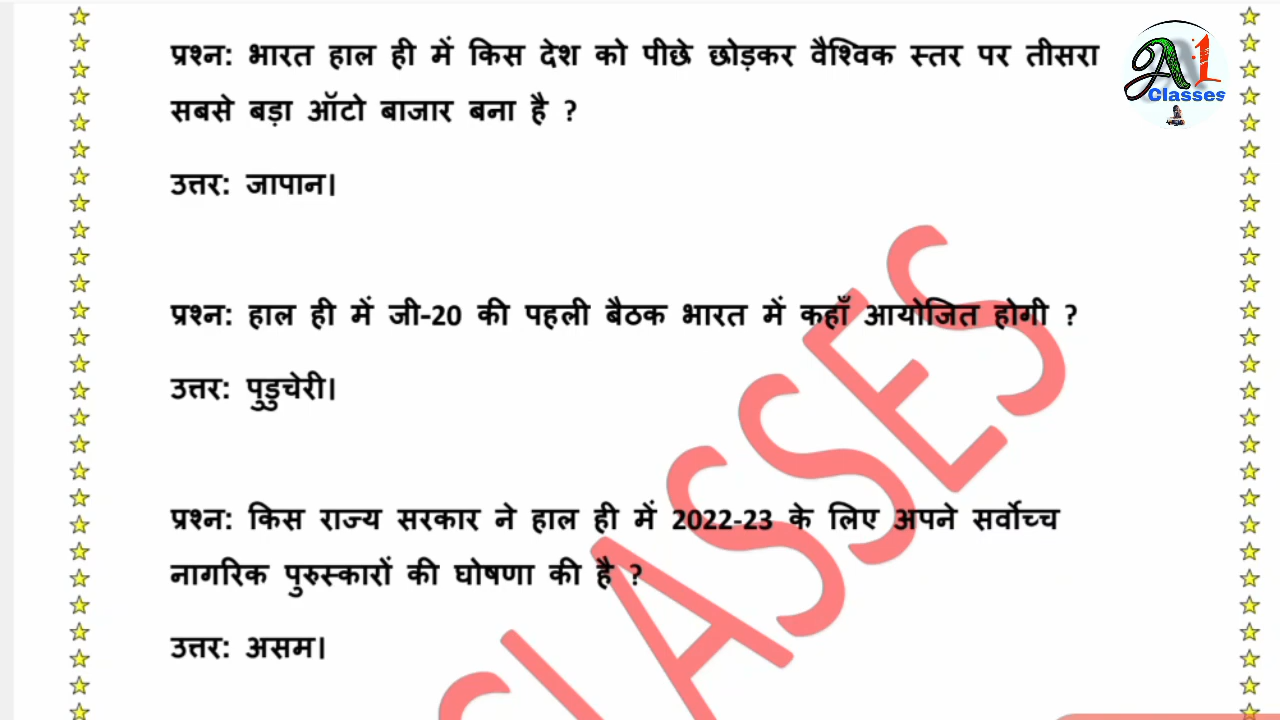 प्रश्न: भारत हाल ही में किस देश को पीछे छोड़कर वैश्विक स्तर पर तीसरा
सबसे बड़ा ऑटो बाजार बना है ?
उत्तर: जापान।
प्रश्न: हाल ही में जी-20 की पहली बैठक भारत में कहाँ आयोजित होगी ?
उत्तर: पुडुचेरी।
प्रश्न: किस राज्य सरकार ने हाल ही में 2022-23 के लिए अपने सर्वोच्च
नागरिक पुरुस्कारों की घोषणा की है ?
उत्तर: असम।
A1
Classes
CLASSES